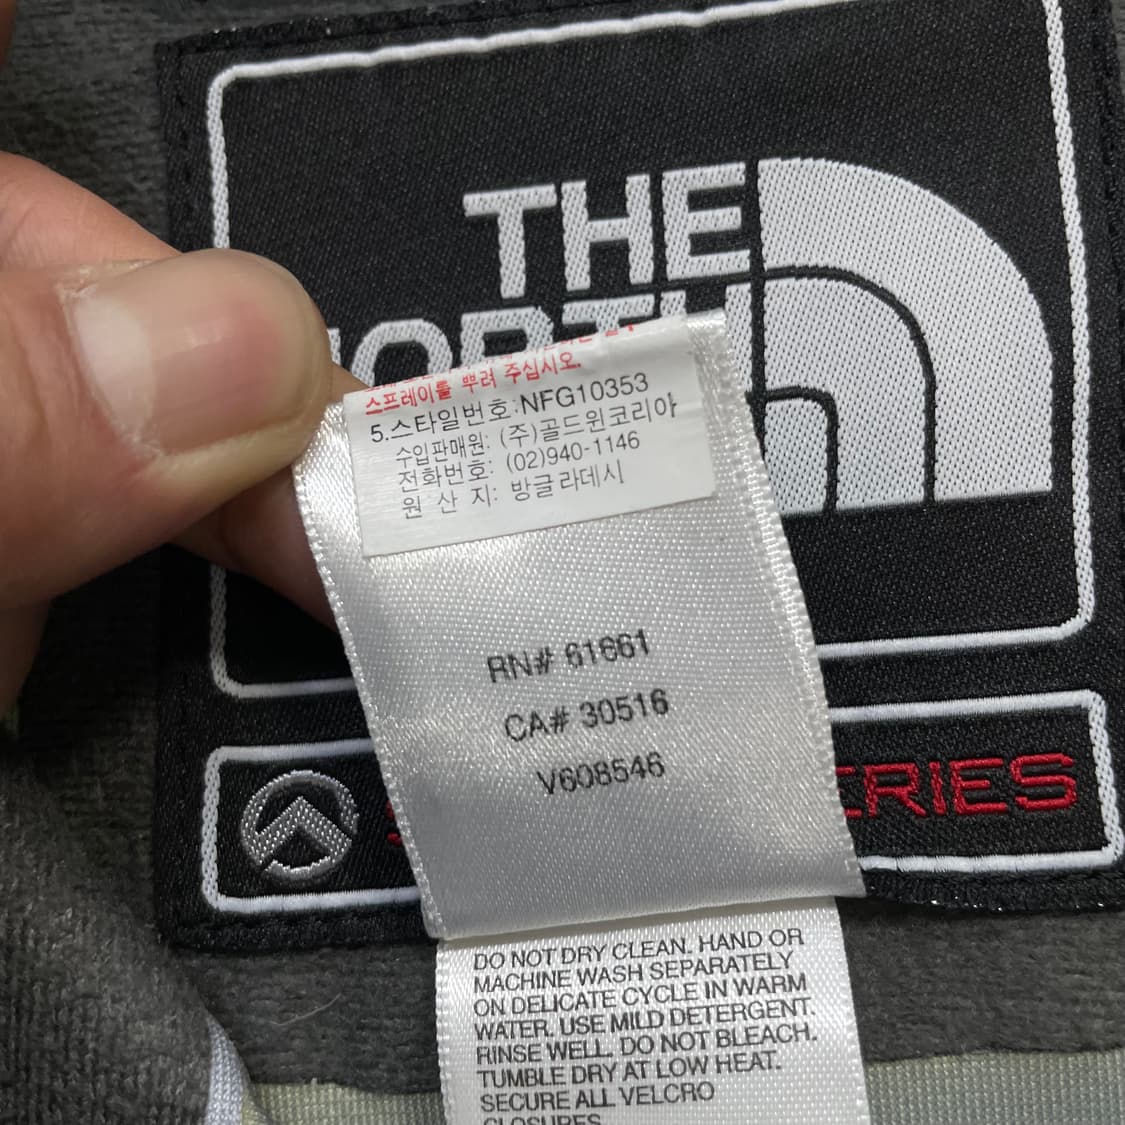 THE
NORTH
스프레이를 뿌려 주십시오.
5.스타일번호:NFG10353
수입판매원: (주)골드윈코리아
전화번호: (02)940-1146
원 산 지: 방글라데시
RN# 61661
CA# 30516
V608546
DO NOT DRY CLEAN. HAND OR
MACHINE WASH SEPARATELY
ON DELICATE CYCLE IN WARM
WATER. USE MILD DETERGENT.
RINSE WELL. DO NOT BLEACH.
TUMBLE DRY AT LOW HEAT.
SECURE ALL VELCRO
CLOSURES